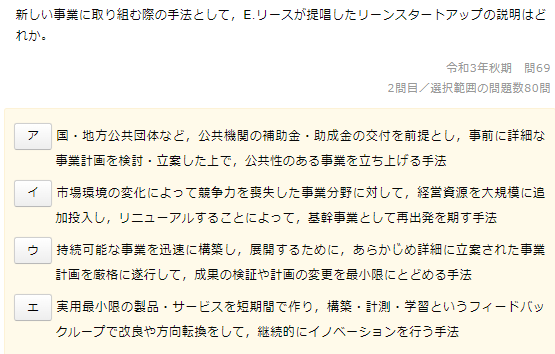 新しい事業に取り組む際の手法として，E.リースが提唱したリーンスタートアップの説明はど
れか。
令和3年秋期　問69
2問目／選択範囲の問題数80問
ア 国・地方公共団体など，公共機関の補助金・助成金の交付を前提とし，事前に詳細な
事業計画を検討・立案した上で，公共性のある事業を立ち上げる手法
イ 市場環境の変化によって競争力を喪失した事業分野に対して，経営資源を大規模に追
加投入し，リニューアルすることによって，基幹事業として再出発を期す手法
ウ 持続可能な事業を迅速に構築し，展開するために，あらかじめ詳細に立案された事業
計画を厳格に遂行して，成果の検証や計画の変更を最小限にとどめる手法
エ 実用最小限の製品・サービスを短期間で作り，構築・計測・学習というフィードバッ
クループで改良や方向転換をして，継続的にイノベーションを行う手法